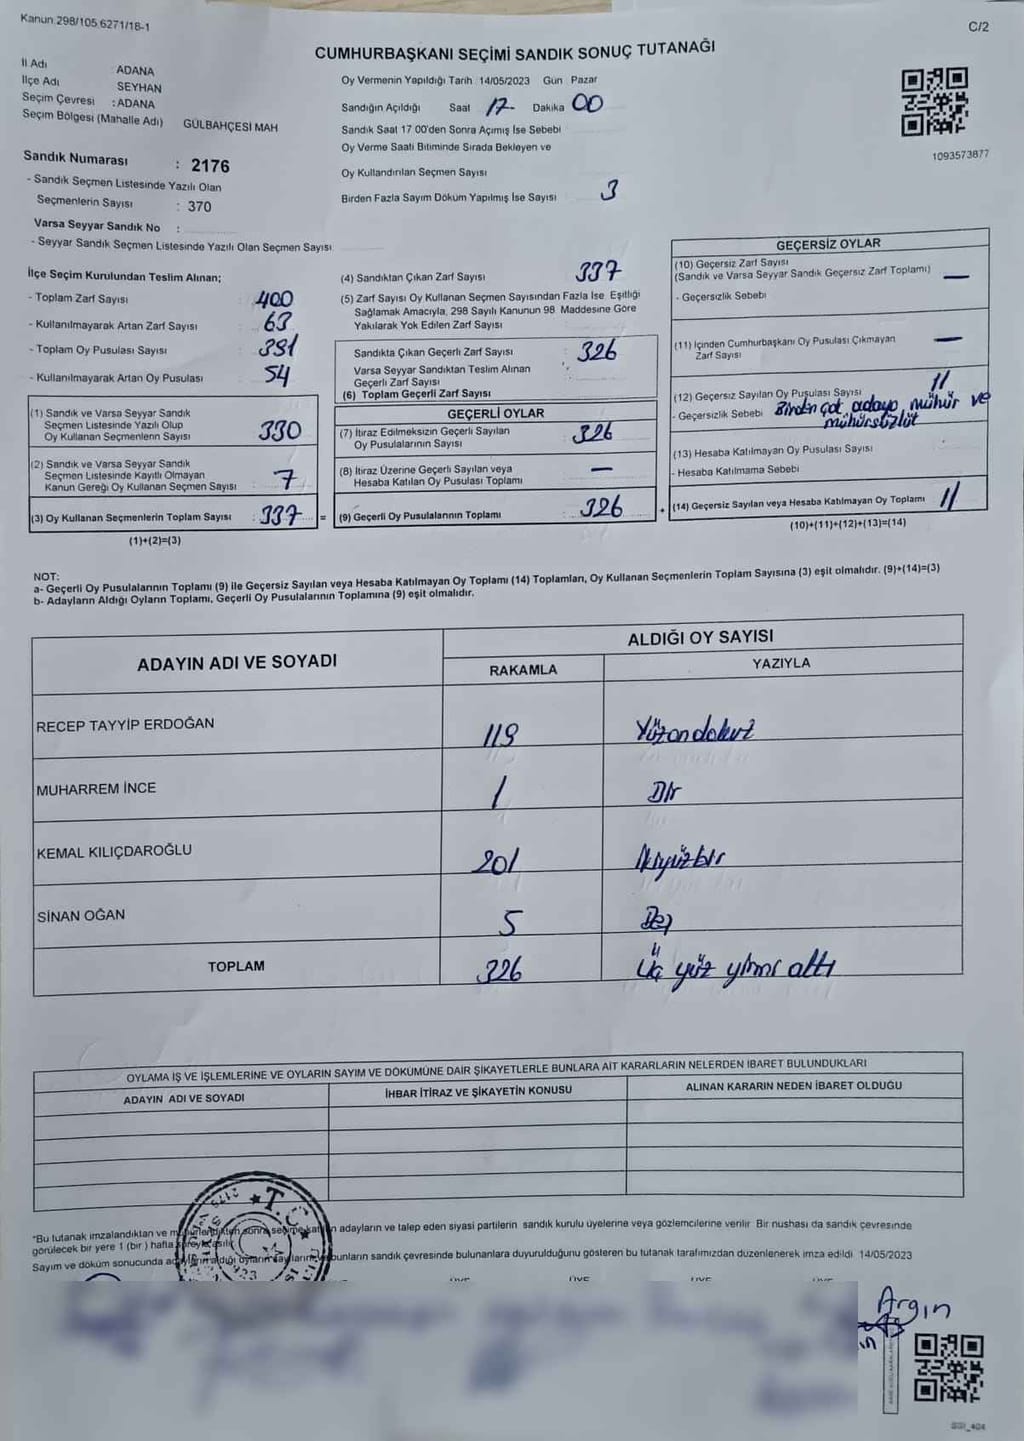 Kanun 298/105,6271/18-1
C/2
CUMHURBAŞKANI SEÇİMİ SANDIK SONUÇ TUTANAĞI
İl Adı ADANA
İlçe Adı SEYHAN
Seçim Çevresi : ADANA
Seçim Bölgesi (Mahalle Adı) GÜLBAHÇESİ MAH
Sandık Numarası : 2176
- Sandık Seçmen Listesinde Yazılı Olan
Seçmenlerin Sayısı : 370
Varsa Seyyar Sandık No :
- Seyyar Sandık Seçmen Listesinde Yazılı Olan Seçmen Sayısı
Oy Vermenin Yapıldığı Tarih 14/05/2023 Gün Pazar
Sandığın Açıldığı Saat 17- Dakika 00
Sandık Saat 17 00'den Sonra Açımış İse Sebebi
Oy Verme Saati Bitiminde Sırada Bekleyen ve
Oy Kullandırılan Seçmen Sayısı
Birden Fazla Sayım Döküm Yapılmış İse Sayısı 3
1093573877
İlçe Seçim Kurulundan Teslim Alınan;
- Toplam Zarf Sayısı 400
- Kullanılmayarak Artan Zarf Sayısı 63
- Toplam Oy Pusulası Sayısı 391
- Kullanılmayarak Artan Oy Pusulası 54
(1) Sandık ve Varsa Seyyar Sandık
Seçmen Listesinde Yazılı Olup
Oy Kullanan Seçmenlerin Sayısı 330
(2) Sandık ve Varsa Seyyar Sandık
Seçmen Listesinde Kayıtlı Olmayan
Kanun Gereği Oy Kullanan Seçmen Sayısı 7
(3) Oy Kullanan Seçmenlerin Toplam Sayısı 337 =
(1)+(2)=(3)
(4) Sandıktan Çıkan Zarf Sayısı 337
(5) Zarf Sayısı Oy Kullanan Seçmen Sayısından Fazla İse Eşitliği
Sağlamak Amacıyla, 298 Sayılı Kanunun 98 Maddesine Göre
Yakılarak Yok Edilen Zarf Sayısı
Sandıkta Çıkan Geçerli Zarf Sayısı 326
Varsa Seyyar Sandıktan Teslim Alınan
Geçerli Zarf Sayısı
(6) Toplam Geçerli Zarf Sayısı
GEÇERLİ OYLAR
(7) İtiraz Edilmeksizin Geçerli Sayılan
Oy Pusulalarının Sayısı 326
(8) İtiraz Üzerine Geçerli Sayılan veya
Hesaba Katılan Oy Pusulası Toplamı —
(9) Geçerli Oy Pusulalarının Toplamı 326 +
GEÇERSİZ OYLAR
(10) Geçersiz Zarf Sayısı
(Sandık ve Varsa Seyyar Sandık Geçersiz Zarf Toplamı) —
- Geçersizlik Sebebi
(11) İçinden Cumhurbaşkanı Oy Pusulası Çıkmayan
Zarf Sayısı —
(12) Geçersiz Sayılan Oy Pusulası Sayısı 11
- Geçersizlik Sebebi Birden çok adaya mühür ve
mühürsüzlük
(13) Hesaba Katılmayan Oy Pusulası Sayısı
- Hesaba Katılmama Sebebi
(14) Geçersiz Sayılan veya Hesaba Katılmayan Oy Toplamı 11
(10)+(11)+(12)+(13)=(14)
NOT:
a- Geçerli Oy Pusulalarının Toplamı (9) ile Geçersiz Sayılan veya Hesaba Katılmayan Oy Toplamı (14) Toplamları, Oy Kullanan Seçmenlerin Toplam Sayısına (3) eşit olmalıdır. (9)+(14)=(3)
b- Adayların Aldığı Oyların Toplamı, Geçerli Oy Pusulalarının Toplamına (9) eşit olmalıdır.
ADAYIN ADI VE SOYADI
ALDIĞI OY SAYISI
RAKAMLA YAZIYLA
RECEP TAYYİP ERDOĞAN 119 Yüzondokuz
MUHARREM İNCE 1 Bir
KEMAL KILIÇDAROĞLU 201 İkiyüzbir
SİNAN OĞAN 5 Beş
TOPLAM 326 Üç yüz yirmi altı
OYLAMA İŞ VE İŞLEMLERİNE VE OYLARIN SAYIM VE DÖKÜMÜNE DAİR ŞİKAYETLERLE BUNLARA AİT KARARLARIN NELERDEN İBARET BULUNDUKLARI
ADAYIN ADI VE SOYADI İHBAR İTİRAZ VE ŞİKAYETİN KONUSU ALINAN KARARIN NEDEN İBARET OLDUĞU
T.C.
*Bu tutanak imzalandıktan ve mühürlendikten sonra seçime katılan adayların ve talep eden siyasi partilerin sandık kurulu üyelerine veya gözlemcilerine verilir Bir nushası da sandık çevresinde
görülecek bir yere 1 (bir) hafta süreyle asılır.
Sayım ve döküm sonucunda adayların aldığı oyların sayılarını bunların sandık çevresinde bulunanlara duyurulduğunu gösteren bu tutanak tarafımızdan düzenlenerek imza edildi 14/05/2023
ÜYE ÜYE ÜYE ÜYE
Argın
SSI_404